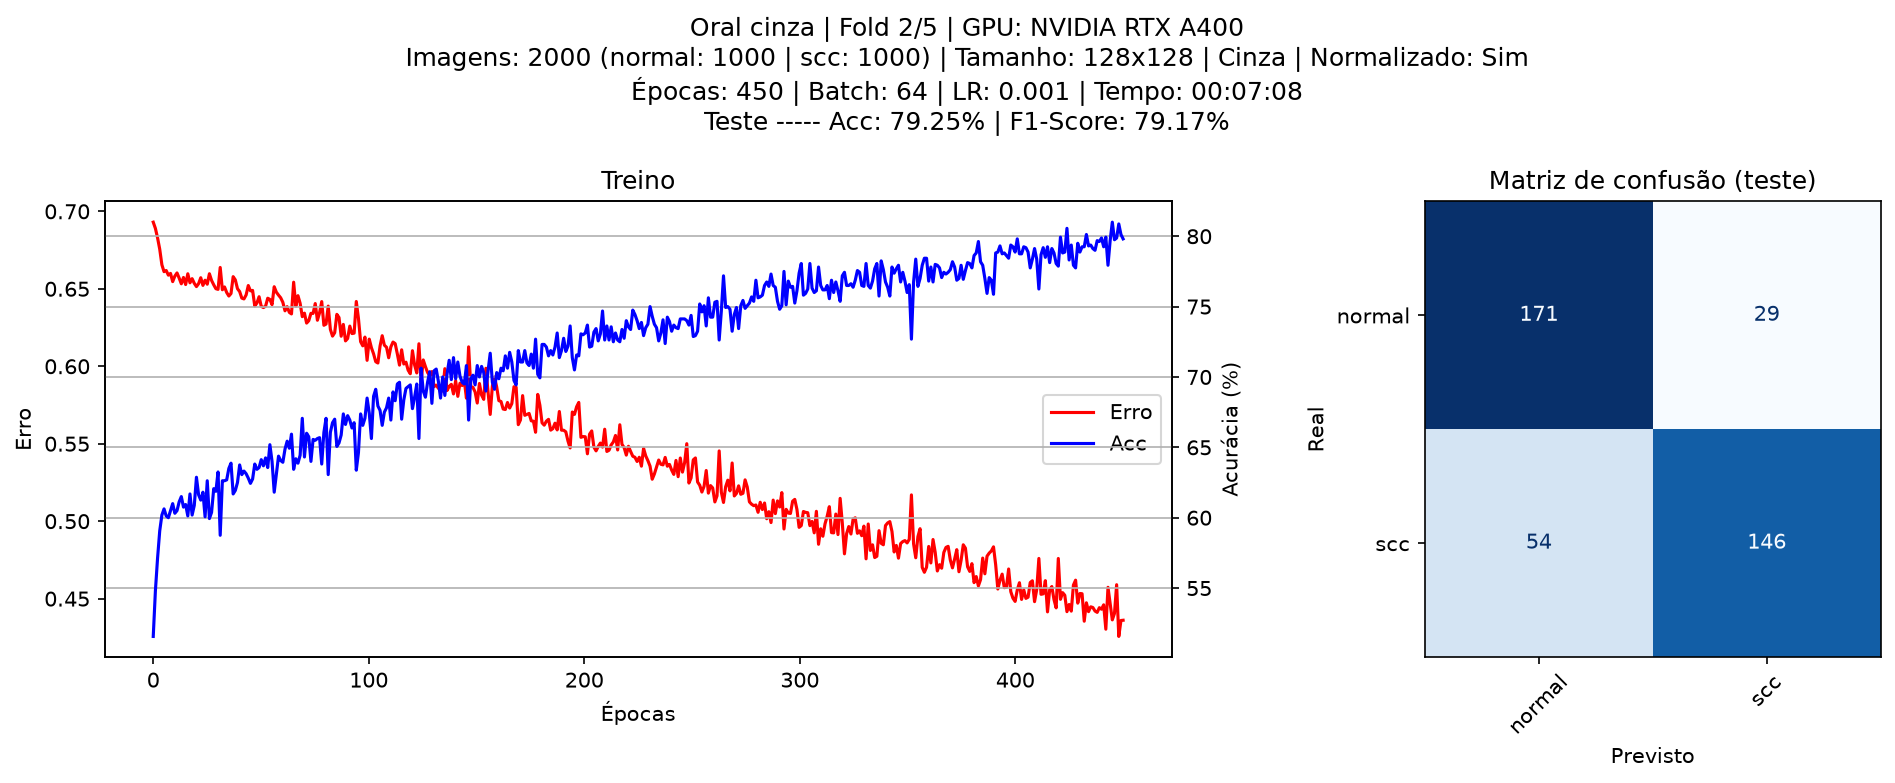 Oral cinza | Fold 2/5 | GPU: NVIDIA RTX A400
Imagens: 2000 (normal: 1000 | scc: 1000) | Tamanho: 128x128 | Cinza | Normalizado: Sim
Épocas: 450 | Batch: 64 | LR: 0.001 | Tempo: 00:07:08
Teste ----- Acc: 79.25% | F1-Score: 79.17%
Treino
Erro
0.70
0.65
0.60
0.55
0.50
0.45
0
100
200
300
400
Épocas
80
75
70
65
60
55
Acurácia (%)
Erro
Acc
Matriz de confusão (teste)
Real
normal
scc
171
29
54
146
normal
scc
Previsto